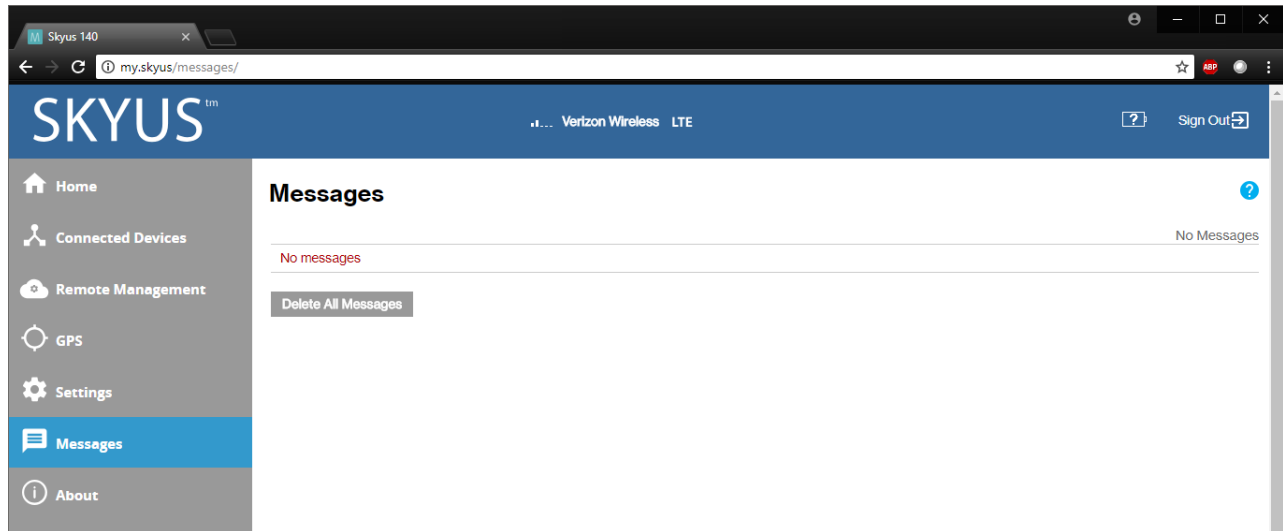 M Skyus 140
my.skyus/messages/
ABP
SKYUS tm
Verizon Wireless LTE
?
Sign Out
Home
Connected Devices
Remote Management
GPS
Settings
Messages
About
Messages
?
No Messages
No messages
Delete All Messages